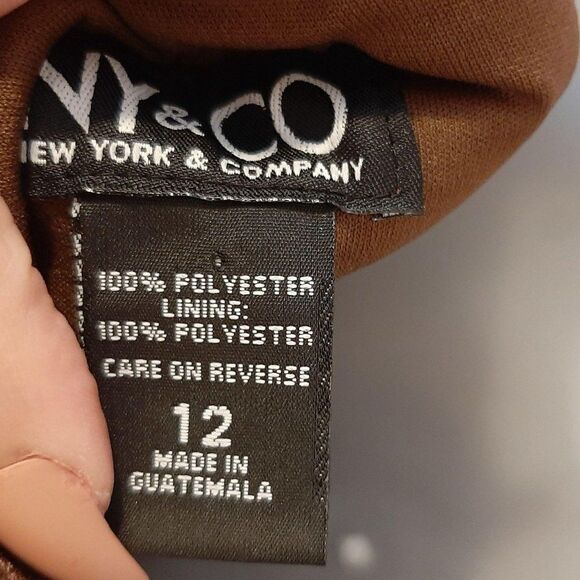 NY & CO
NEW YORK & COMPANY
100% POLYESTER
LINING:
100% POLYESTER
CARE ON REVERSE
12
MADE IN
GUATEMALA